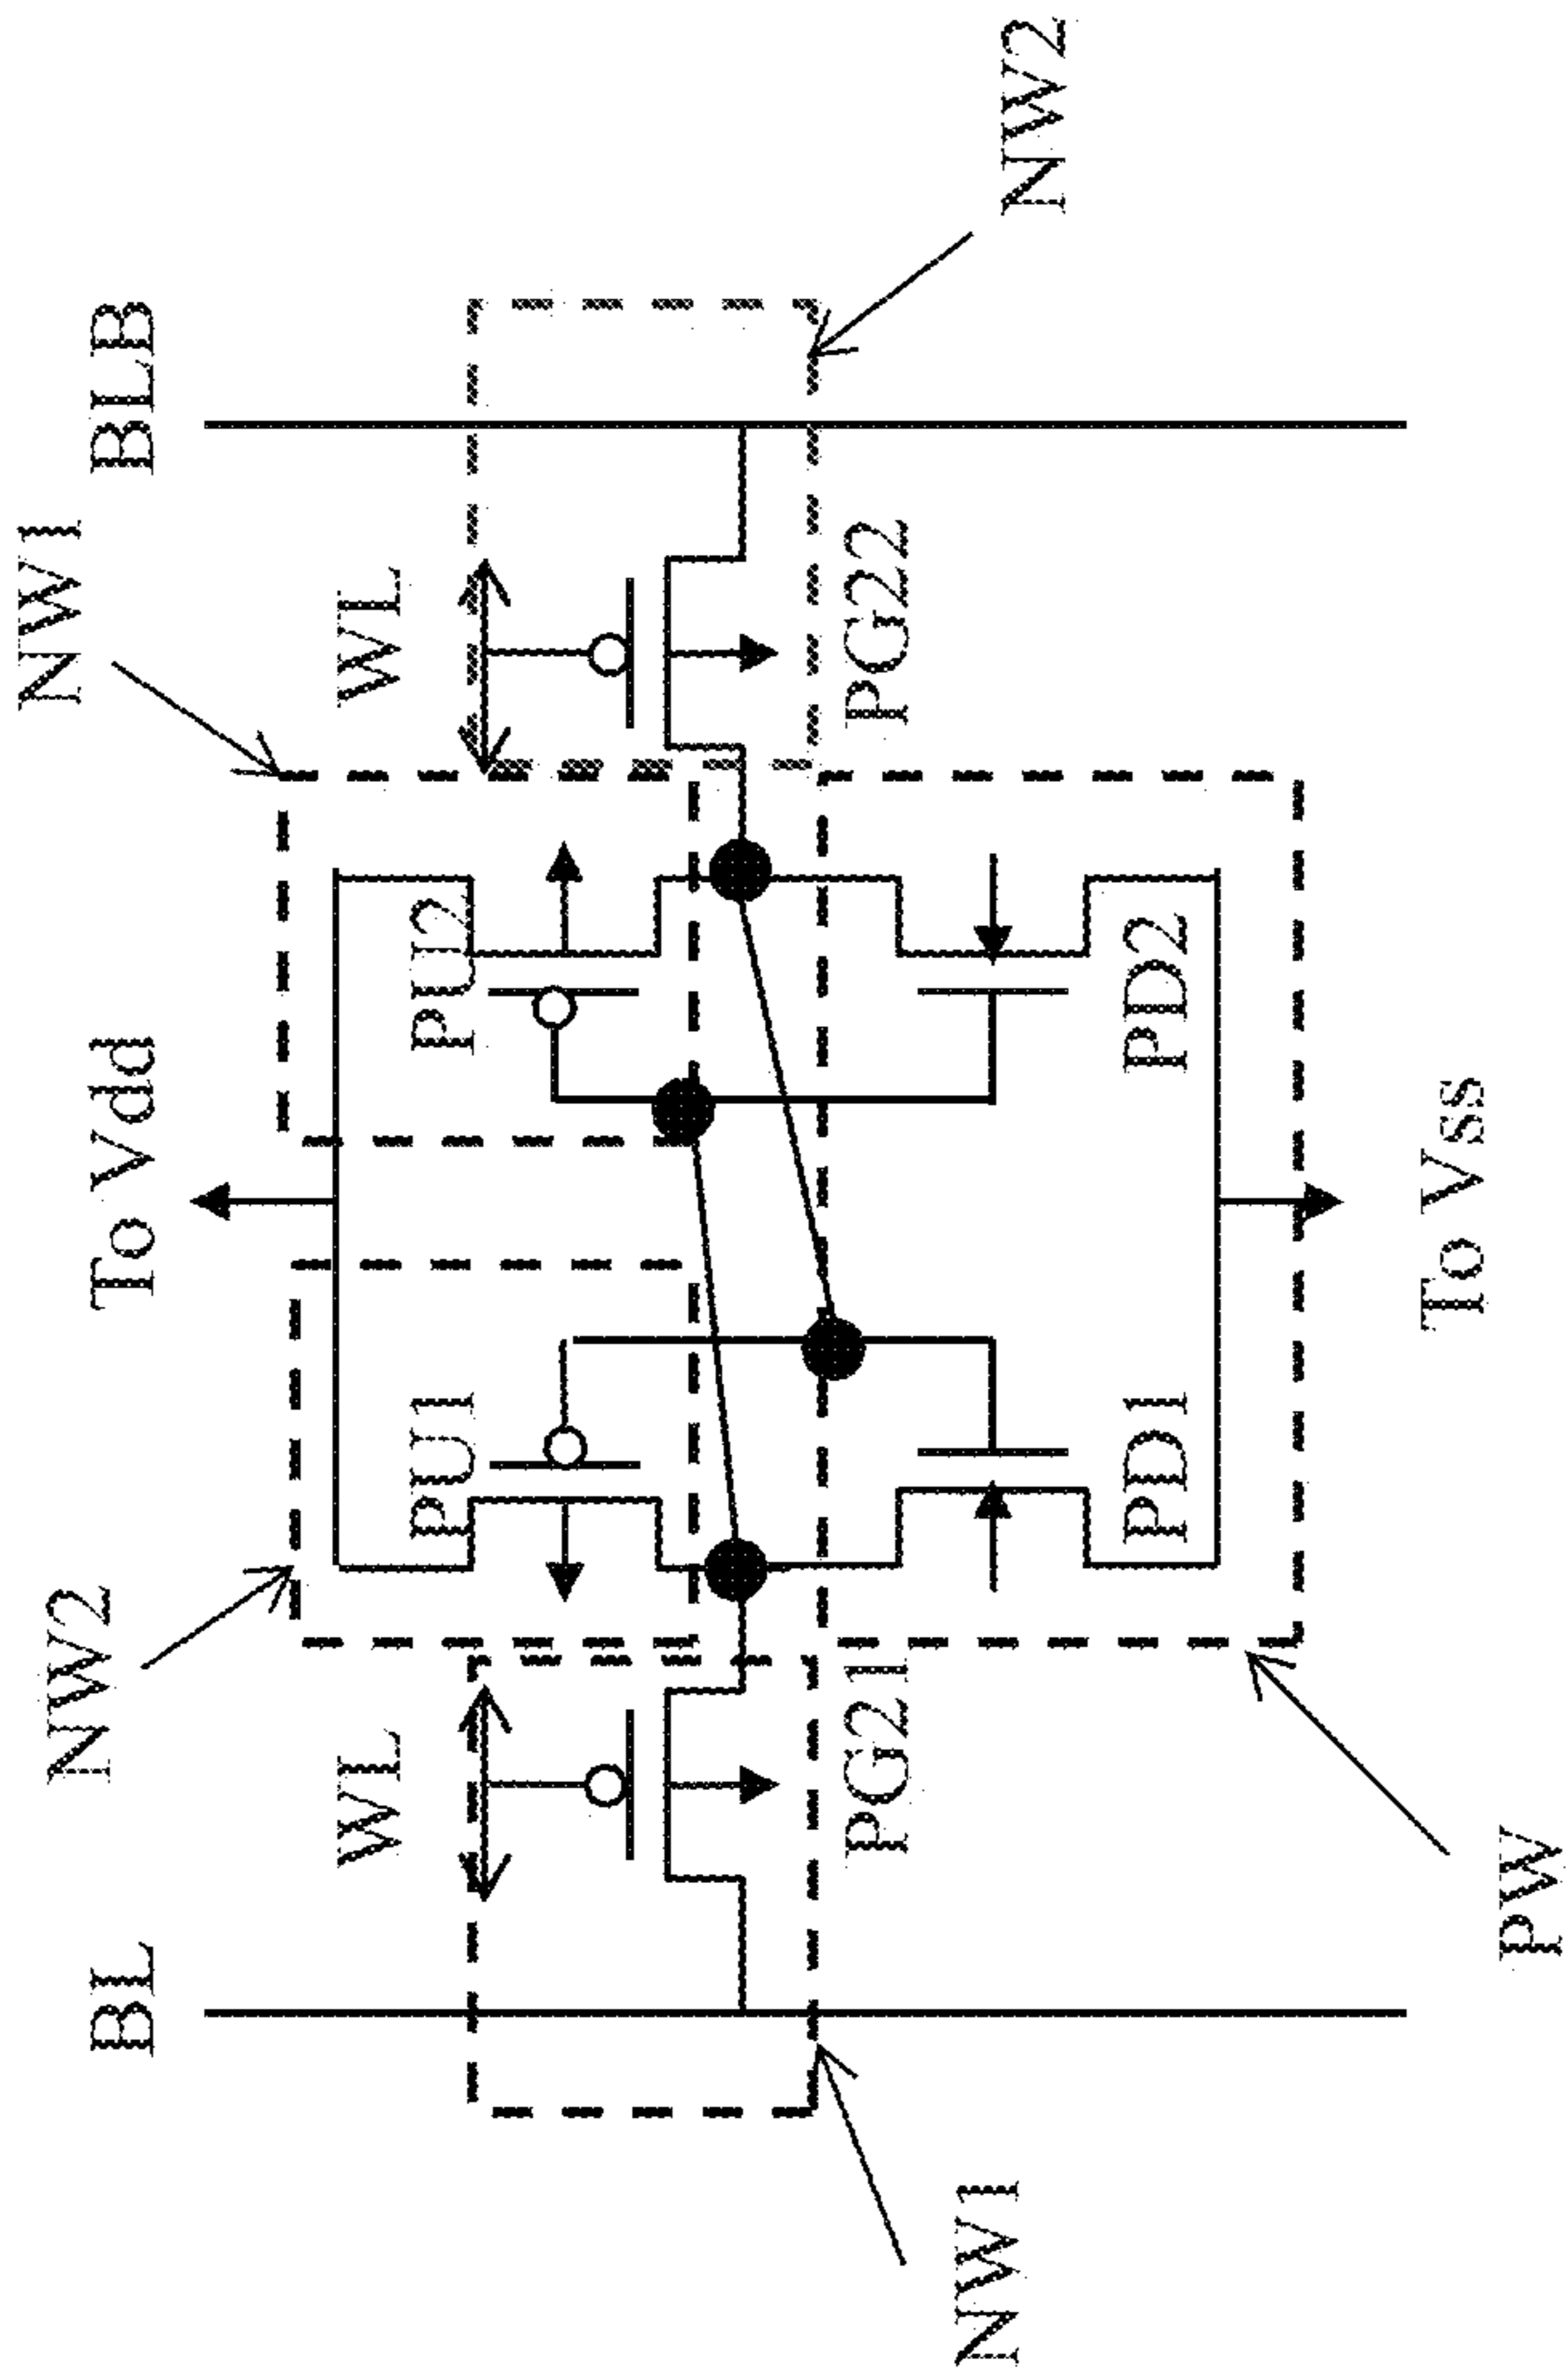 NW1
BL
To Vdd
BLB
NW2
WL
WL
PU1
PU2
NW2
PG21
PG22
NW1
PD1
PD2
To Vss
PW